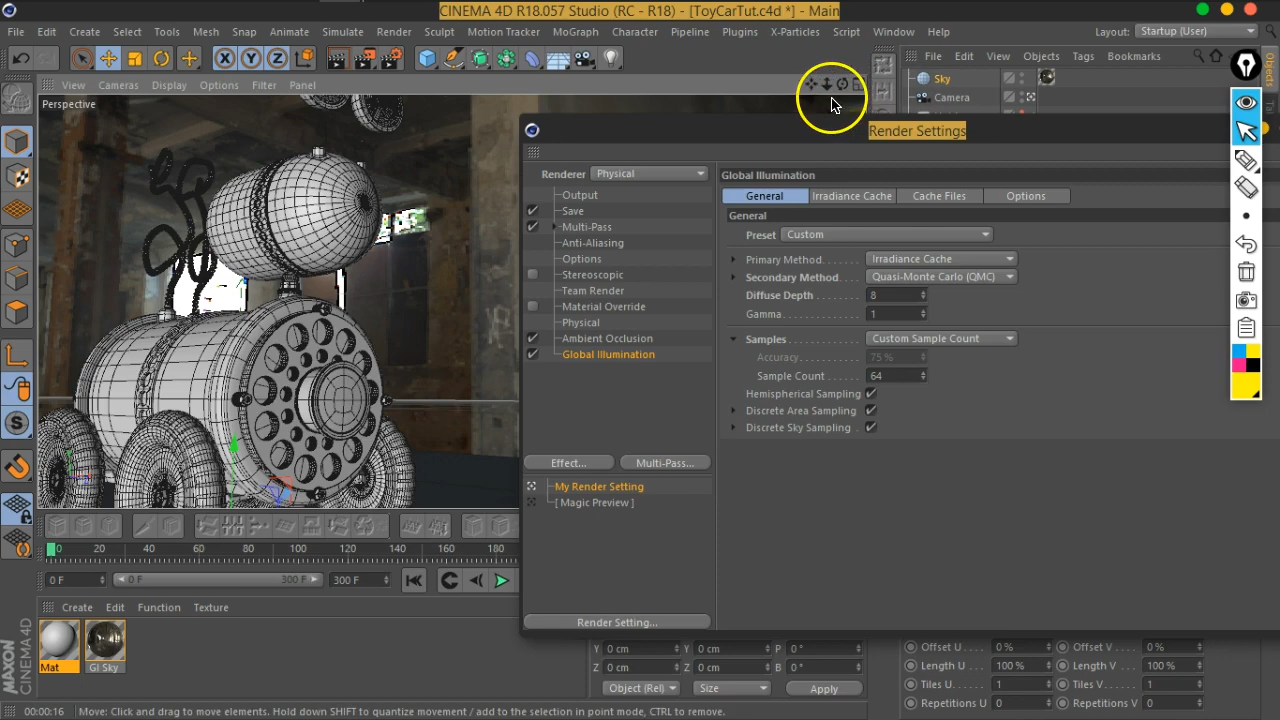 CINEMA 4D R18.057 Studio (RC - R18) - [ToyCarTut.c4d *] - Main
File Edit Create Select Tools Mesh Snap Animate Simulate Render Sculpt Motion Tracker MoGraph Character Pipeline Plugins X-Particles Script Window Layout: Startup (User)
X Y Z
File Edit View Objects Tags Bookmarks
Objects
View Cameras Display Options Filter Panel
Sky
Camera
Perspective
Render Settings
Renderer Physical
Output
Save
Multi-Pass
Anti-Aliasing
Options
Stereoscopic
Team Render
Material Override
Physical
Ambient Occlusion
Global Illumination
Effect... Multi-Pass...
My Render Setting
[ Magic Preview ]
Render Setting...
Global Illumination
General Irradiance Cache Cache Files Options
General
Preset Custom
Primary Method. Irradiance Cache
Secondary Method. Quasi-Monte Carlo (QMC)
Diffuse Depth 8
Gamma 1
Samples Custom Sample Count
Accuracy 75 %
Sample Count 64
Hemispherical Sampling
Discrete Area Sampling
Discrete Sky Sampling
0 20 40 60 80 100 120 140 160 180
0 F 0 F 300 F 300 F
Create Edit Function Texture
Mat GI Sky
MAXON CINEMA 4D
Y 0 cm Y 0 cm P 0 °
Z 0 cm Z 0 cm B 0 °
Object (Rel) Size Apply
Offset U 0 % Offset V 0 %
Length U 100 % Length V 100 %
Tiles U 1 Tiles V 1
Repetitions U 0 Repetitions V 0
00:00:16 Move: Click and drag to move elements. Hold down SHIFT to quantize movement / add to the selection in point mode, CTRL to remove.